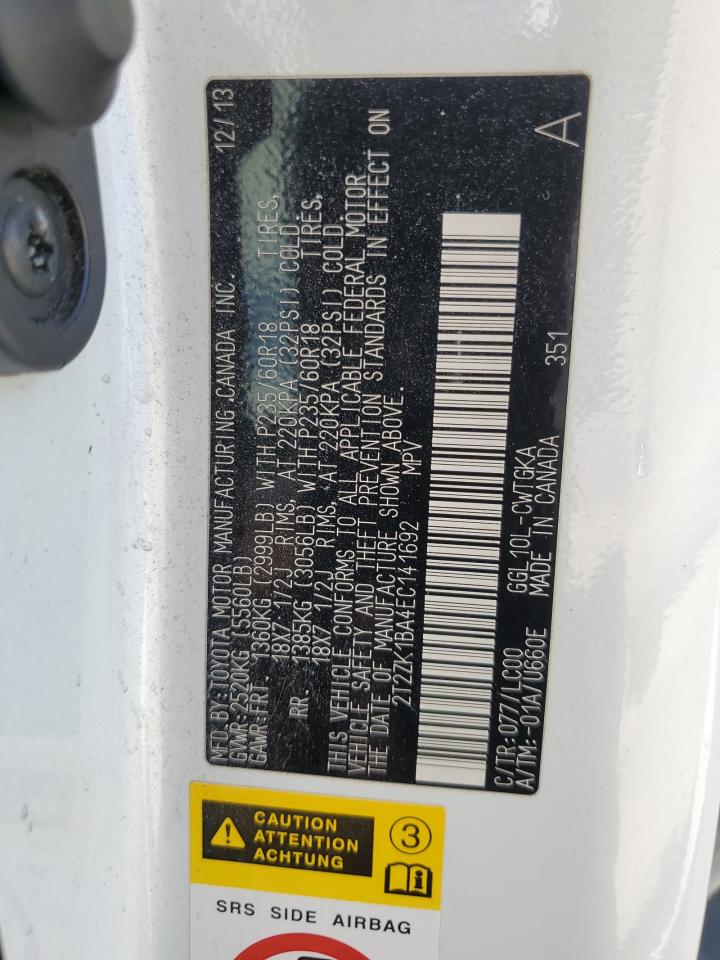 MFD.BY:TOYOTA MOTOR MANUFACTURING CANADA INC. 12/13
GVWR:2520KG (5560LB)
GAWR:FRT. 1360KG (2999LB) WITH P235/60R18 TIRES,
18X7 1/2J RIMS, AT 220KPA (32PSI) COLD
RR. 1385KG (3056LB) WITH P235/60R18 TIRES,
18X7 1/2J RIMS, AT 220KPA (32PSI) COLD.
THIS VEHICLE CONFORMS TO ALL APPLICABLE FEDERAL MOTOR
VEHICLE SAFETY AND THEFT PREVENTION STANDARDS IN EFFECT ON
THE DATE OF MANUFACTURE SHOWN ABOVE.
2T2ZK1BA4EC141692 MPV
C/TR:077/LC00 GGL10L-CWTGKA 351 A
A/TM:-01A/U660E MADE IN CANADA
CAUTION
ATTENTION
ACHTUNG
3
SRS SIDE AIRBAG